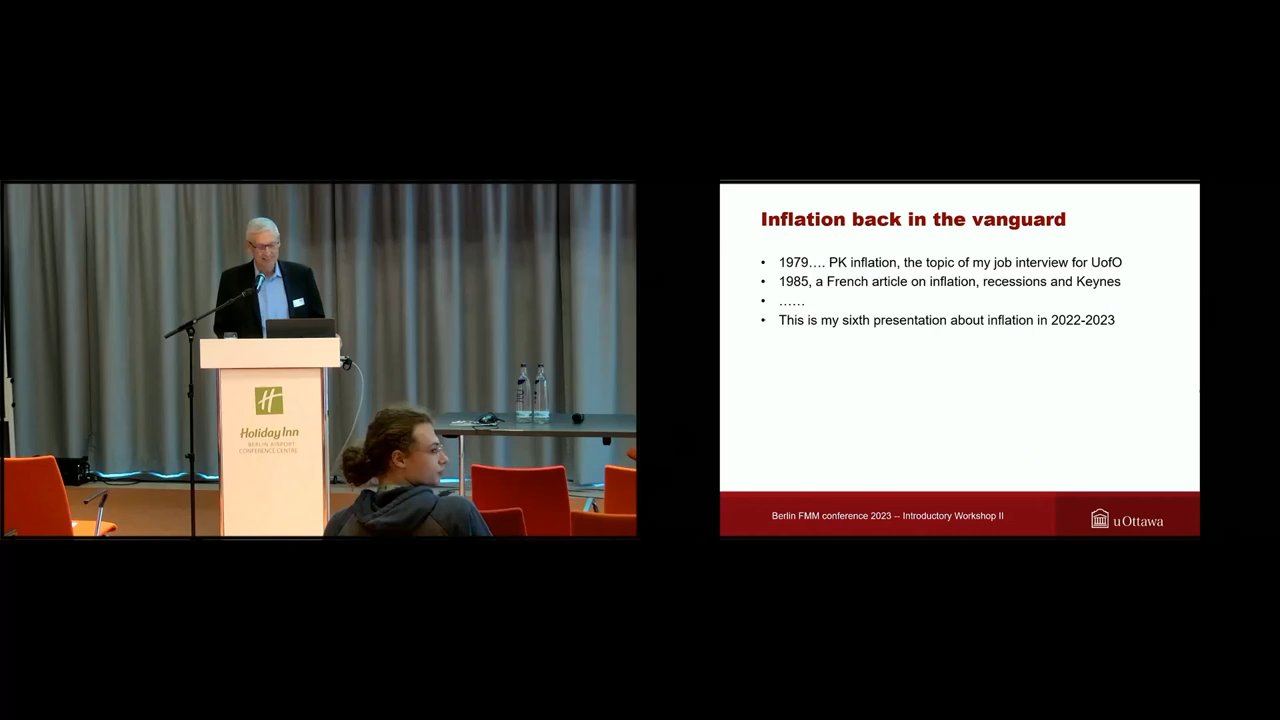 Holiday Inn
BERLIN AIRPORT
CONFERENCE CENTRE
Inflation back in the vanguard
• 1979…. PK inflation, the topic of my job interview for UofO
• 1985, a French article on inflation, recessions and Keynes
• ……
• This is my sixth presentation about inflation in 2022-2023
Berlin FMM conference 2023 -- Introductory Workshop II
uOttawa